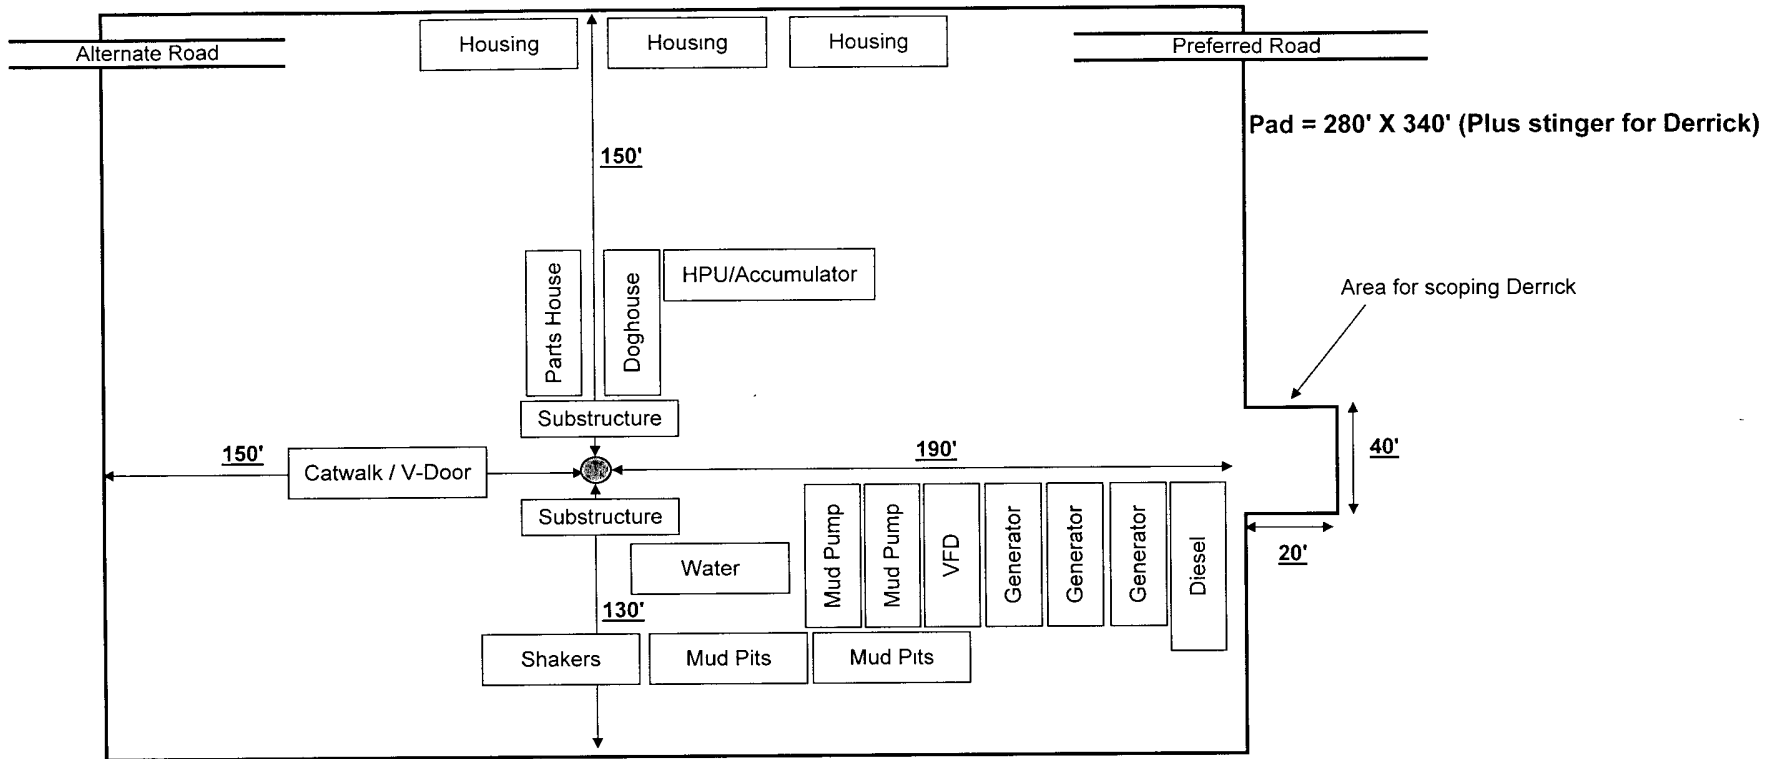 Housing
Housing
Housing
Alternate Road
Preferred Road
Pad = 280' X 340' (Plus stinger for Derrick)
150'
Parts House
Doghouse
HPU/Accumulator
Area for scoping Derrick
Substructure
150'
Catwalk / V-Door
190'
40'
Substructure
Water
Mud Pump
Mud Pump
VFD
Generator
Generator
Generator
Diesel
20'
130'
Shakers
Mud Pits
Mud Pits